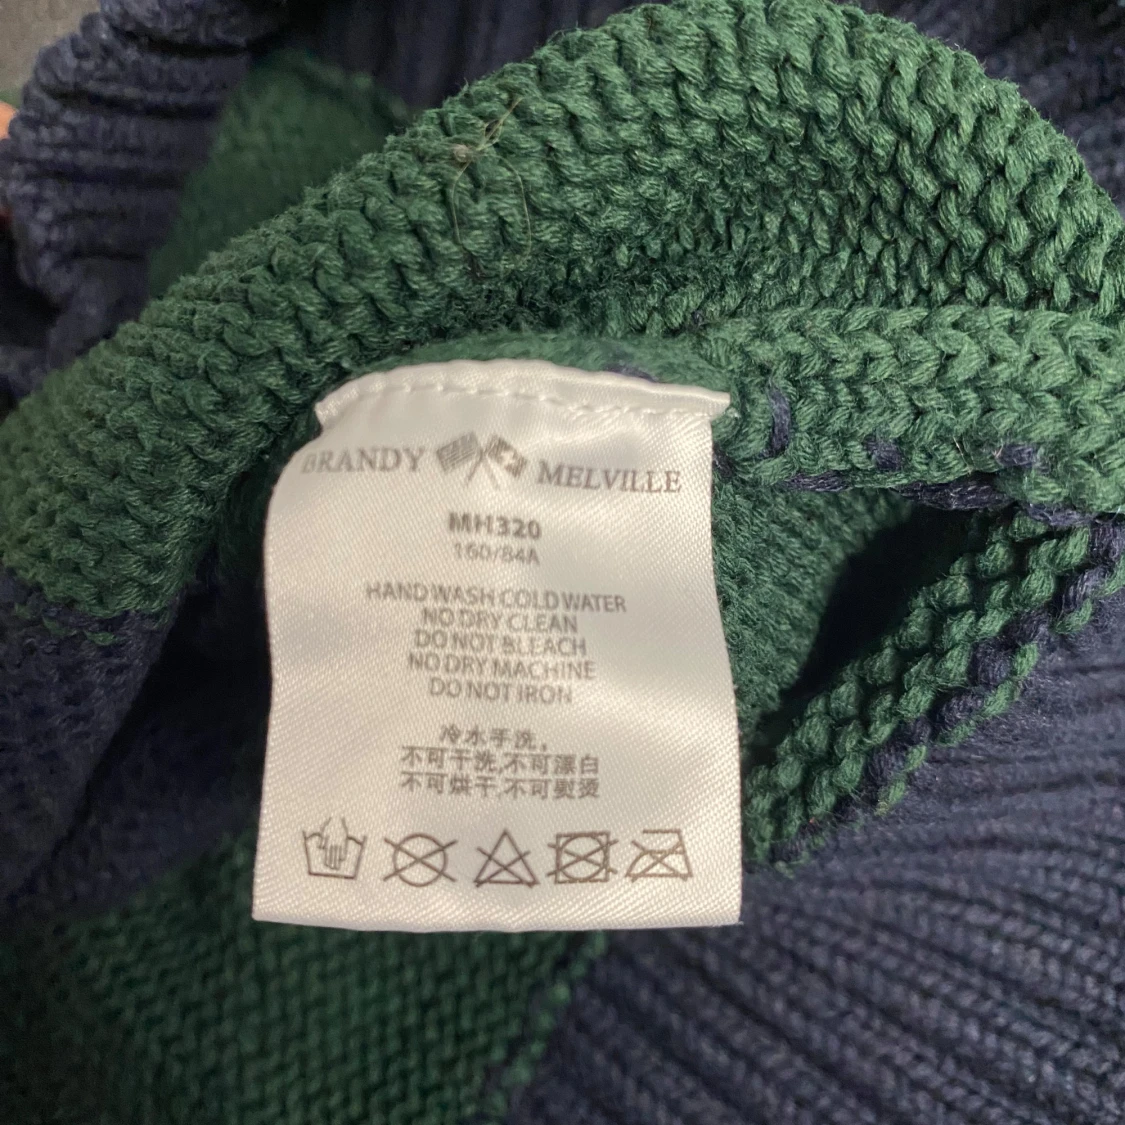 BRANDY MELVILLE
MH320
160/84A
HAND WASH COLD WATER
NO DRY CLEAN
DO NOT BLEACH
NO DRY MACHINE
DO NOT IRON
冷水手洗,
不可干洗,不可漂白
不可烘干,不可熨烫